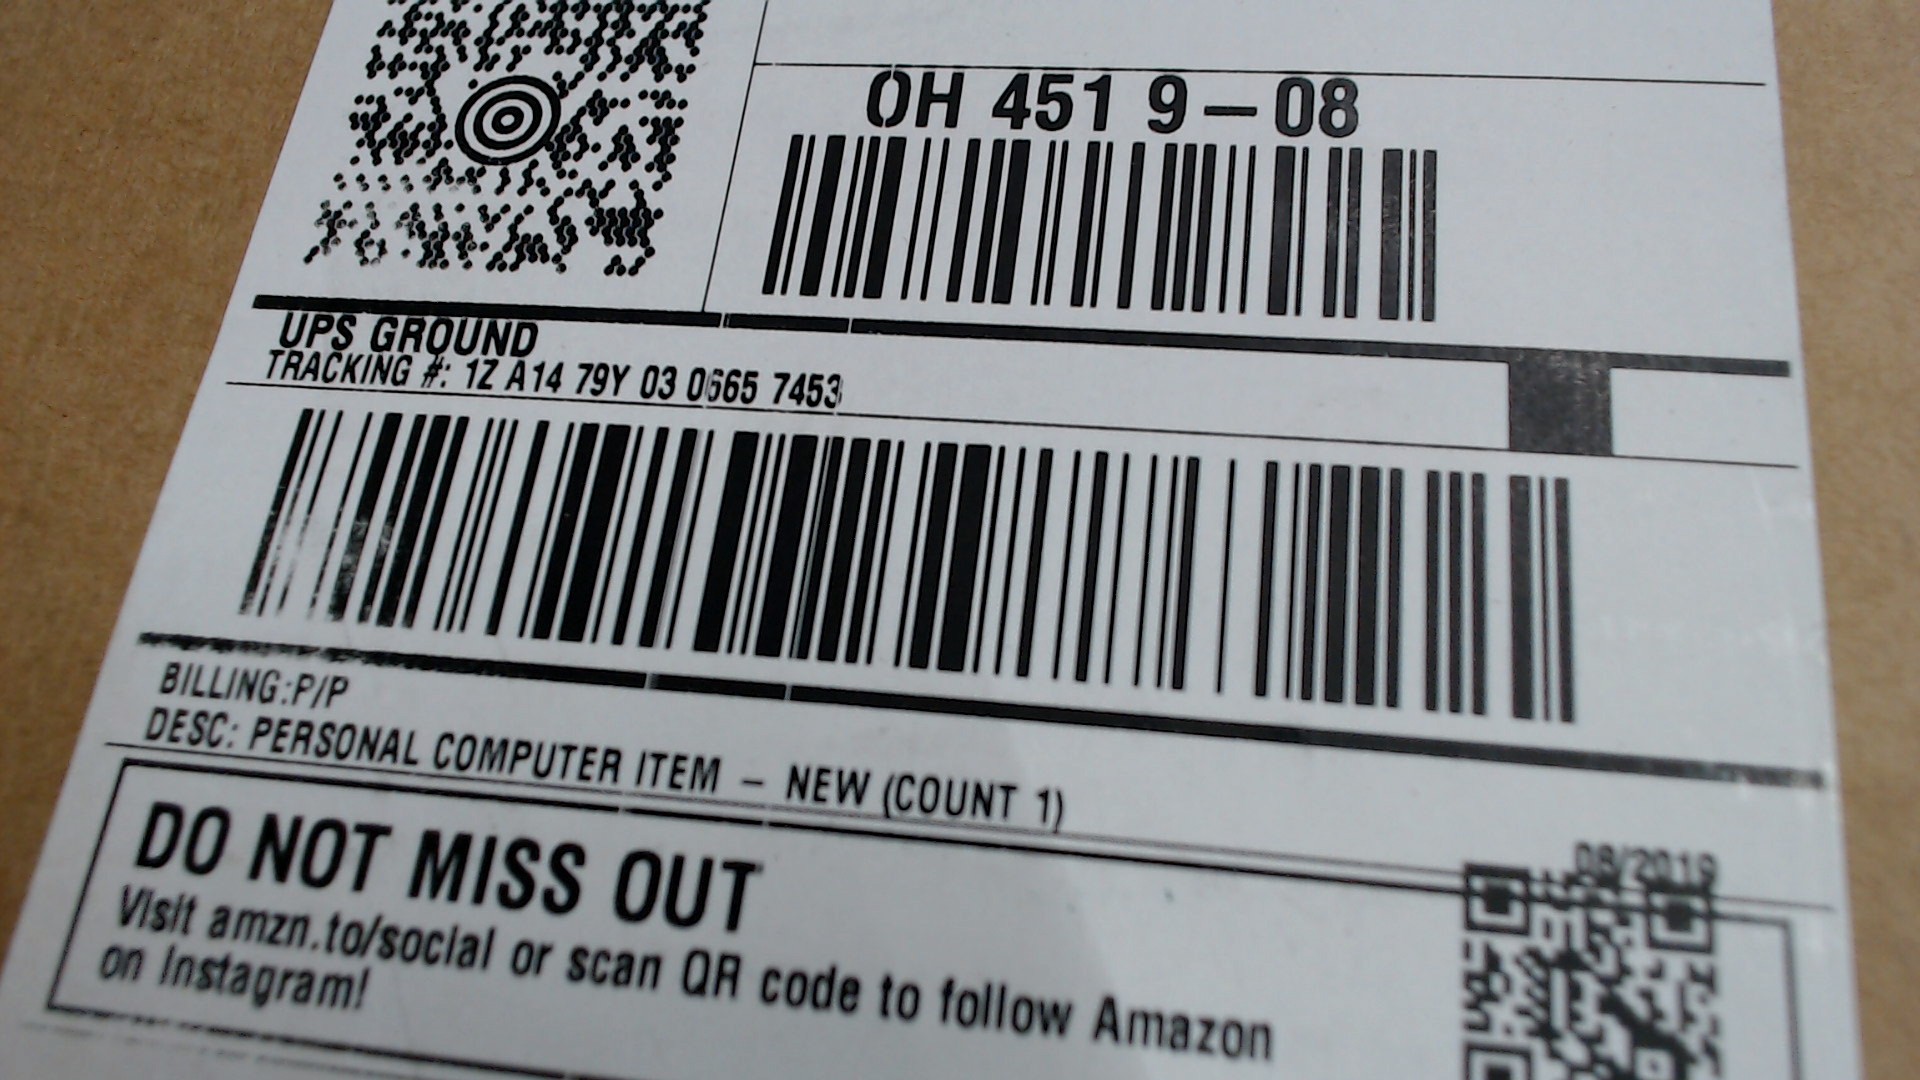 OH 451 9-08
UPS GROUND
TRACKING #: 1Z A14 79Y 03 0665 7453
BILLING:P/P
DESC: PERSONAL COMPUTER ITEM - NEW (COUNT 1)
08/2019
DO NOT MISS OUT
Visit amzn.to/social or scan QR code to follow Amazon
on Instagram!